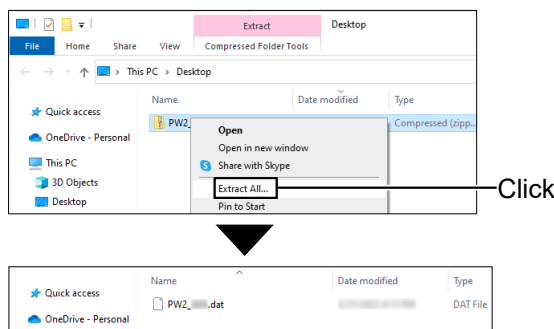 Extract
Desktop
File
Home
Share
View
Compressed Folder Tools
This PC > Desktop
Name
Date modified
Type
Quick access
OneDrive - Personal
This PC
3D Objects
Desktop
PW2_
Compressed (zipp...
Open
Open in new window
Share with Skype
Extract All...
Pin to Start
Click
Name
Date modified
Type
Quick access
OneDrive - Personal
PW2_ .dat
DAT File